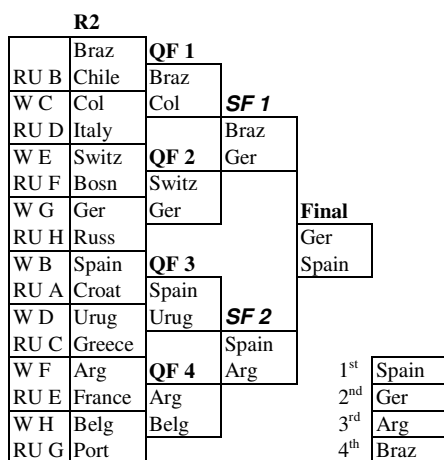 R2
Braz QF 1
RU B Chile Braz
W C Col Col SF 1
RU D Italy Braz
W E Switz QF 2 Ger
RU F Bosn Switz
W G Ger Ger Final
RU H Russ Ger
W B Spain QF 3 Spain
RU A Croat Spain
W D Urug Urug SF 2
RU C Greece Spain
W F Arg QF 4 Arg 1st Spain
RU E France Arg 2nd Ger
W H Belg Belg 3rd Arg
RU G Port 4th Braz